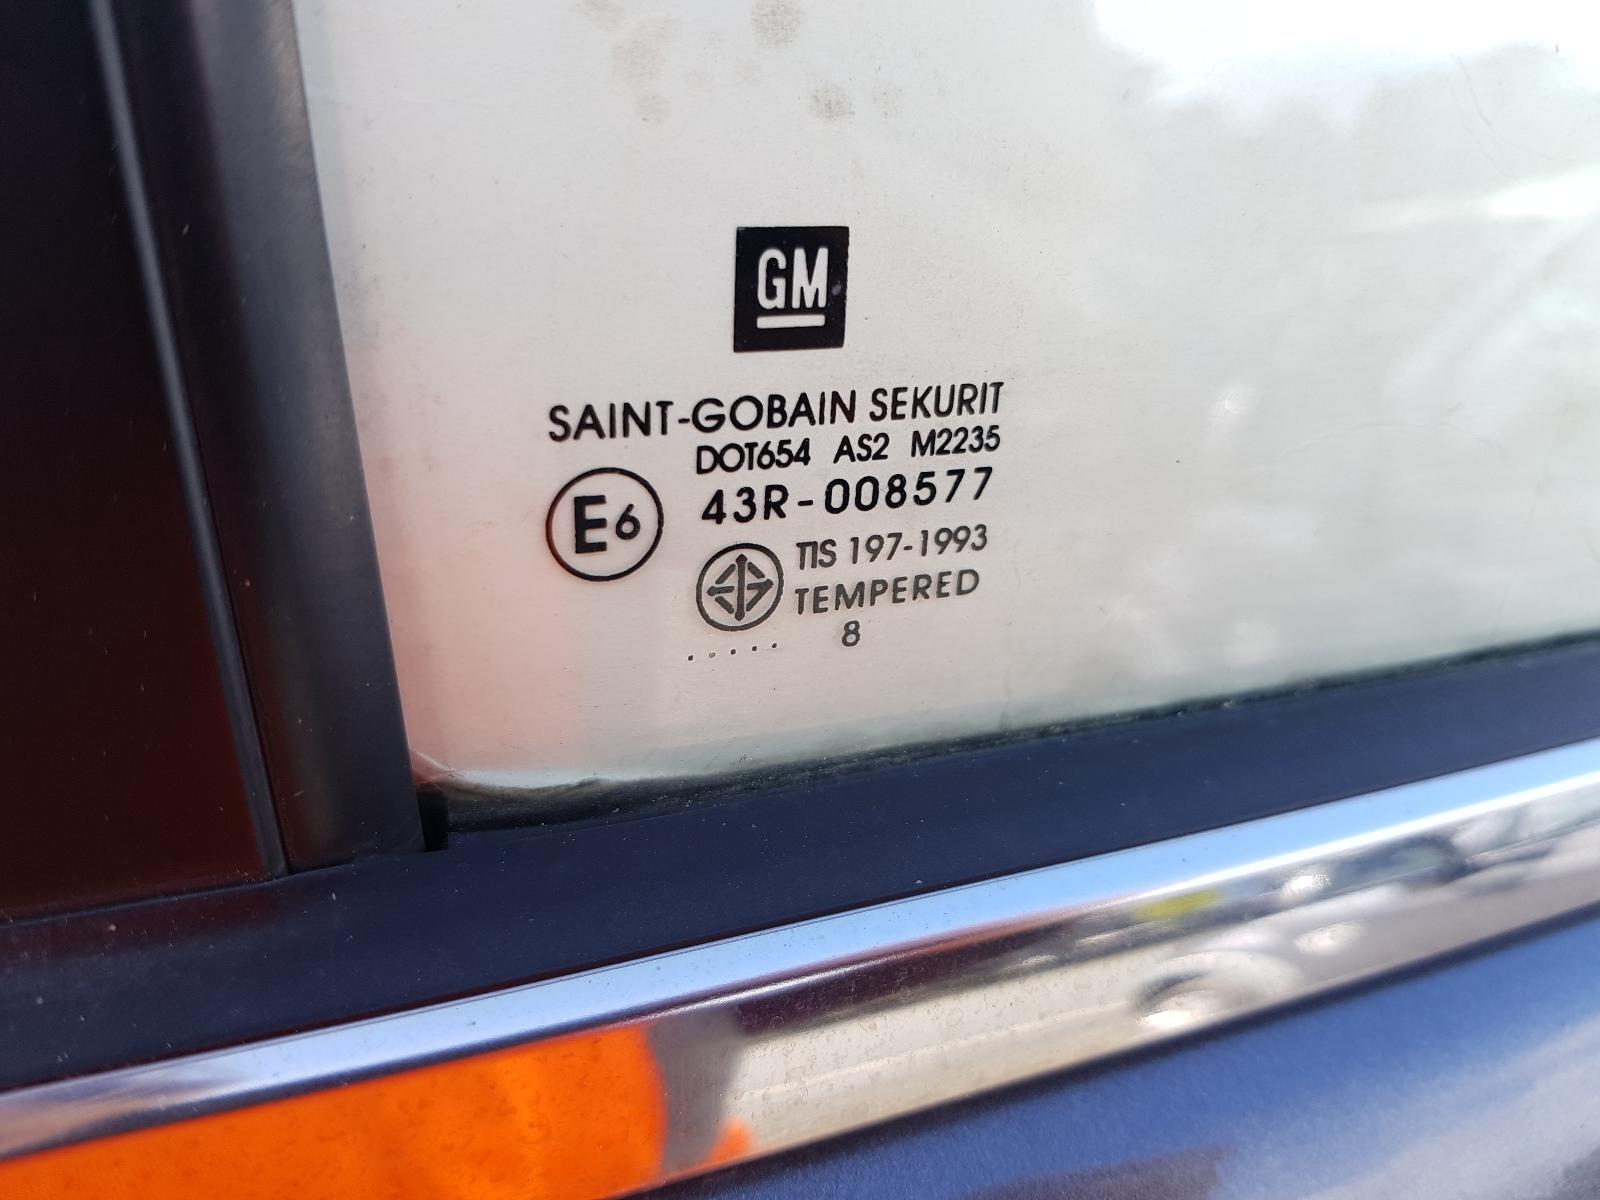 GM
SAINT-GOBAIN SEKURIT
DOT654 AS2 M2235
E6 43R-008577
TIS 197-1993
TEMPERED
..... 8